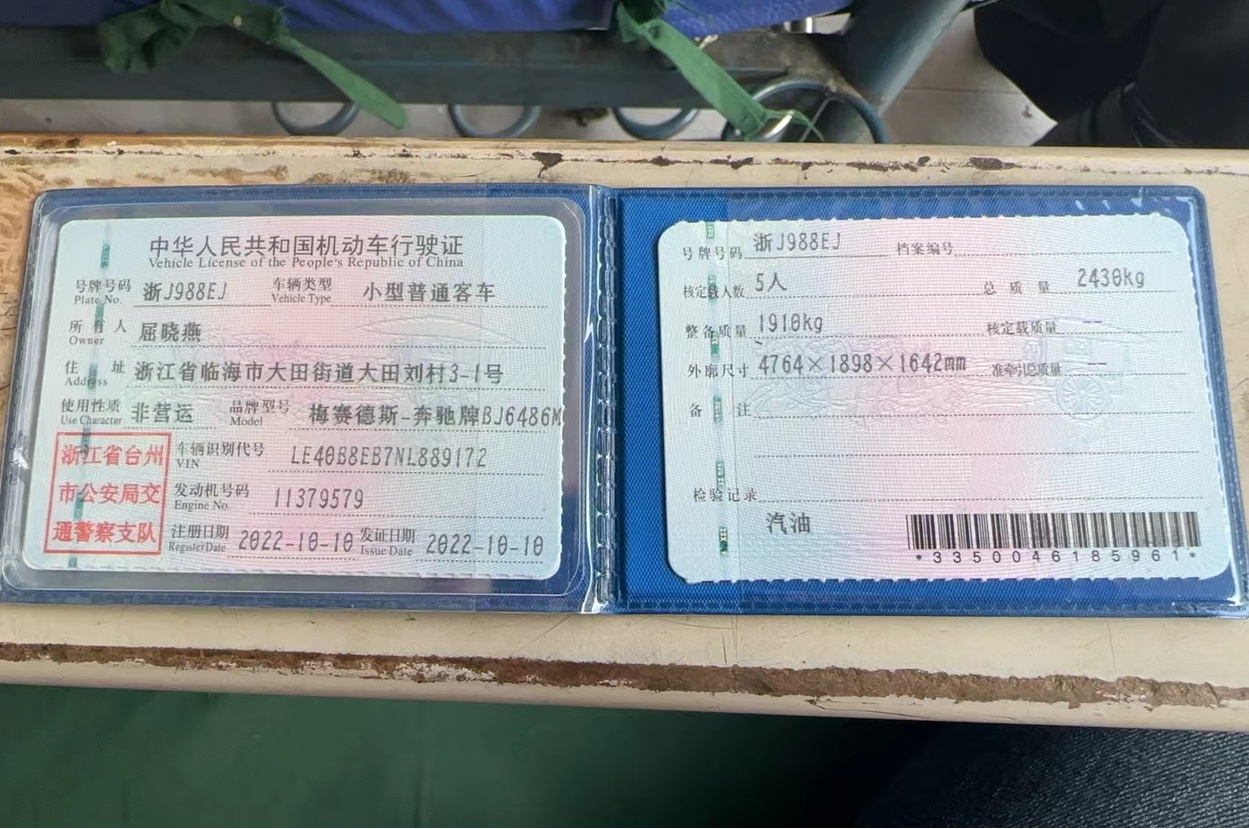 中华人民共和国机动车行驶证
Vehicle License of the People's Republic of China
号牌号码 浙J988EJ 车辆类型 小型普通客车
Plate No. Vehicle Type
所有人 屈晓燕
Owner
住址 浙江省临海市大田街道大田刘村3-1号
Address
使用性质 非营运 品牌型号 梅赛德斯-奔驰牌BJ6486M
Use Character Model
浙江省台州
市公安局交
通警察支队
车辆识别代号 LE40B8EB7NL889172
VIN
发动机号码 11379579
Engine No.
注册日期 2022-10-10 发证日期 2022-10-10
Register Date Issue Date
号牌号码 浙J988EJ 档案编号
核定载人数 5人 总质量 2430kg
整备质量 1910kg 核定载质量 --
外廓尺寸 4764×1898×1642mm 准牵引总质量 --
备注
检验记录
汽油
*3350046185961*